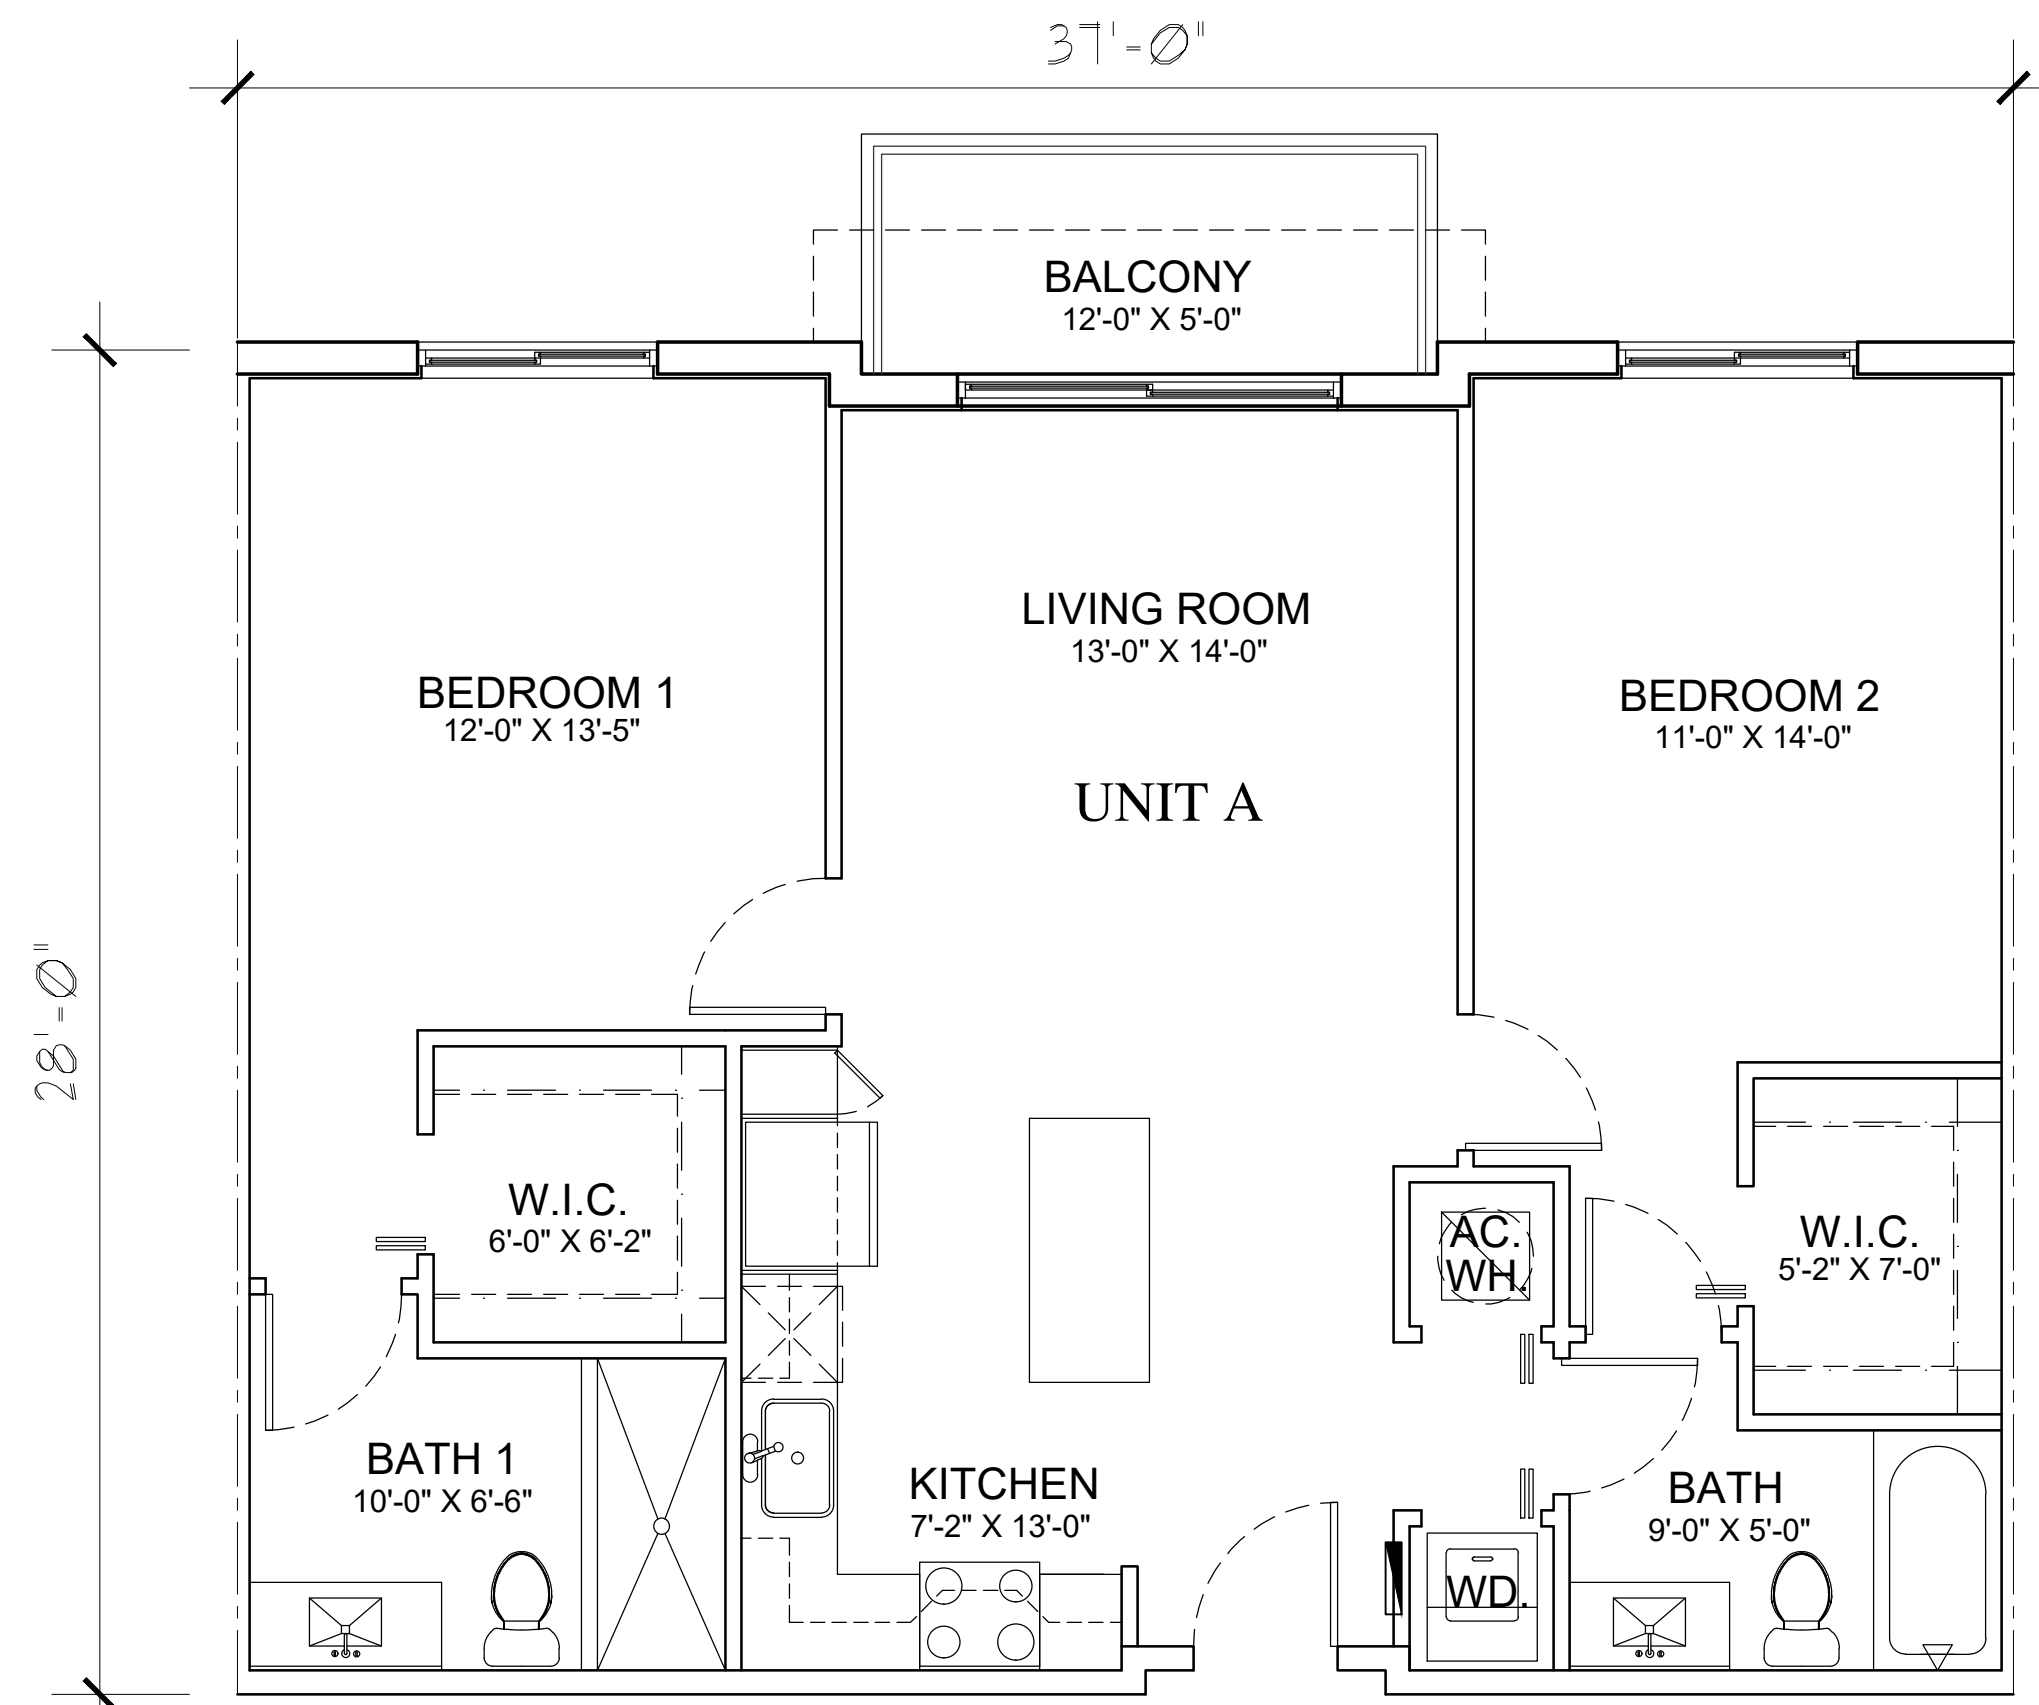 37'-0"
BALCONY
12'-0" X 5'-0"
LIVING ROOM
13'-0" X 14'-0"
BEDROOM 1
12'-0" X 13'-5"
BEDROOM 2
11'-0" X 14'-0"
UNIT A
28'-0"
W.I.C.
6'-0" X 6'-2"
AC.
WH.
W.I.C.
5'-2" X 7'-0"
BATH 1
10'-0" X 6'-6"
KITCHEN
7'-2" X 13'-0"
BATH
9'-0" X 5'-0"
WD.